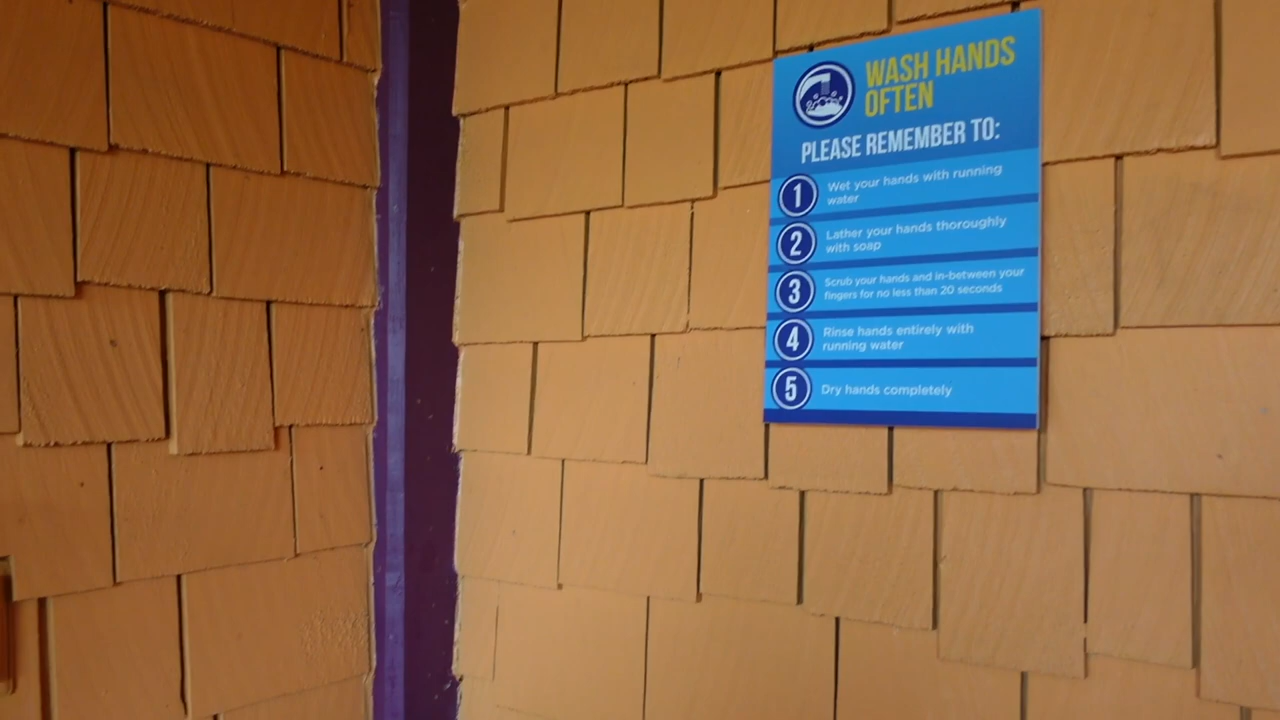 WASH HANDS
OFTEN
PLEASE REMEMBER TO:
1 Wet your hands with running
water
2 Lather your hands thoroughly
with soap
3 Scrub your hands and in-between your
fingers for no less than 20 seconds
4 Rinse hands entirely with
running water
5 Dry hands completely